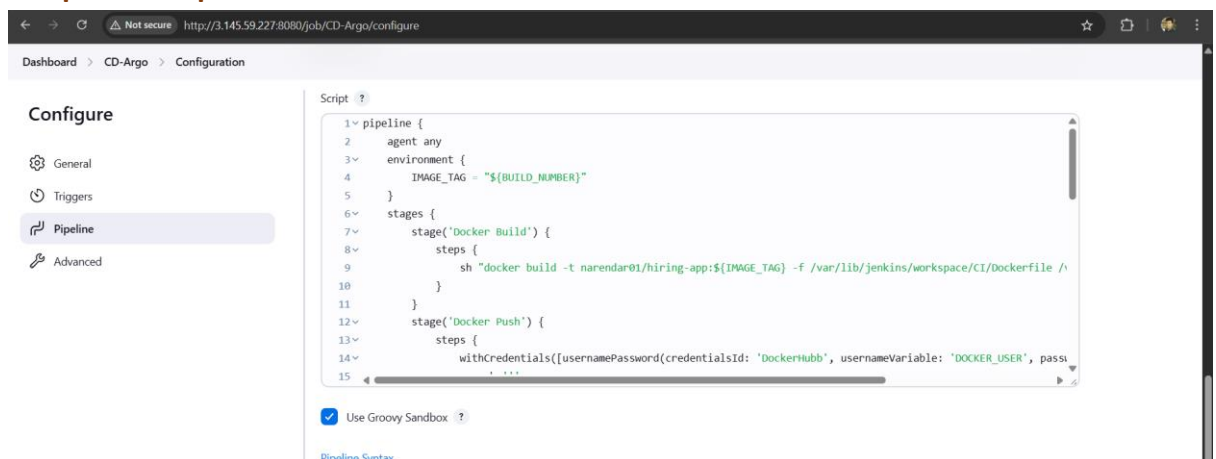 Not secure http://3.145.59.227:8080/job/CD-Argo/configure
Dashboard > CD-Argo > Configuration
Configure
General
Triggers
Pipeline
Advanced
Script ?
1 pipeline {
2 agent any
3 environment {
4 IMAGE_TAG = "${BUILD_NUMBER}"
5 }
6 stages {
7 stage('Docker Build') {
8 steps {
9 sh "docker build -t narendar01/hiring-app:${IMAGE_TAG} -f /var/lib/jenkins/workspace/CI/Dockerfile
10 }
11 }
12 stage('Docker Push') {
13 steps {
14 withCredentials([usernamePassword(credentialsId: 'DockerHubb', usernameVariable: 'DOCKER_USER',
15
Use Groovy Sandbox ?
Pipeline Syntax